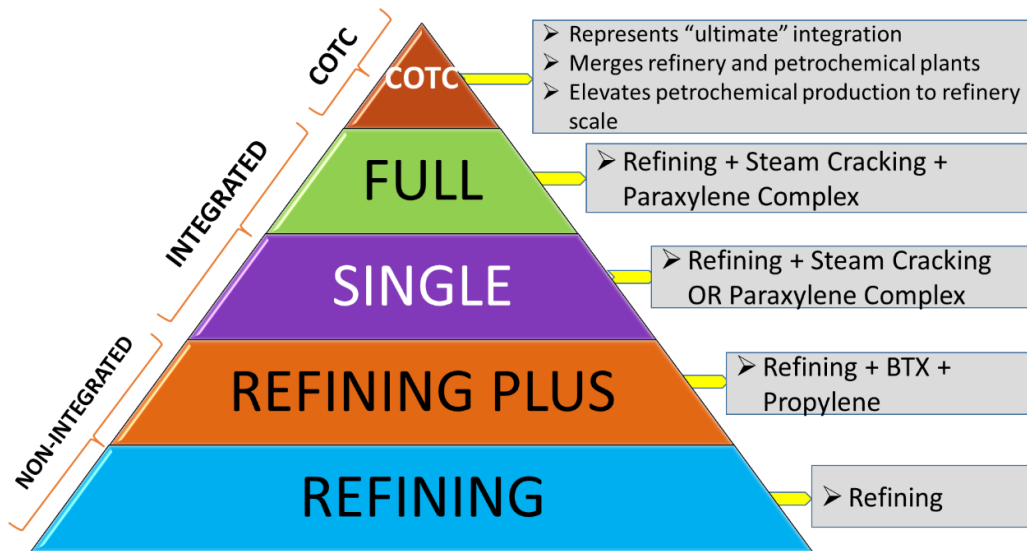 COTC
INTEGRATED
NON-INTEGRATED
COTC
➢ Represents “ultimate” integration
➢ Merges refinery and petrochemical plants
➢ Elevates petrochemical production to refinery
scale
FULL
➢ Refining + Steam Cracking +
Paraxylene Complex
SINGLE
➢ Refining + Steam Cracking
OR Paraxylene Complex
REFINING PLUS
➢ Refining + BTX +
Propylene
REFINING
➢ Refining